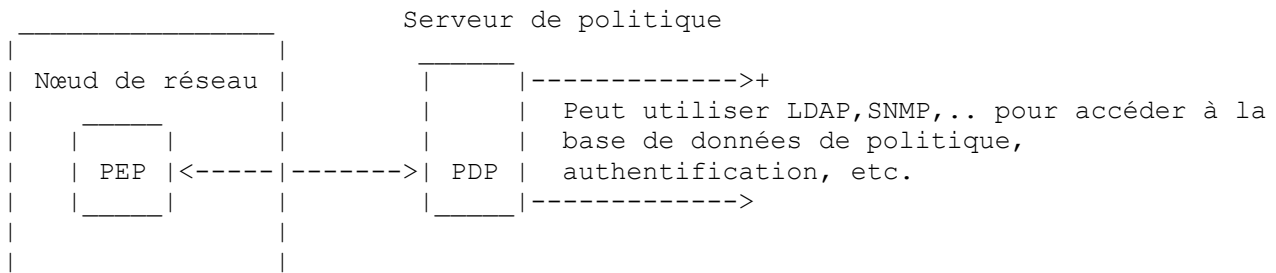 Serveur de politique
Nœud de réseau
Peut utiliser LDAP,SNMP,.. pour accéder à la
base de données de politique,
PEP
PDP
authentification, etc.